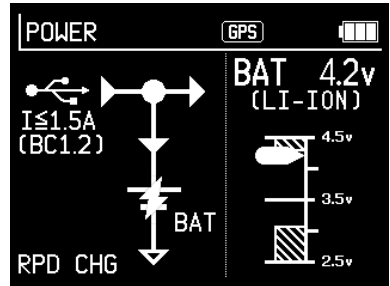 POWER
GPS
BAT 4.2v
(LI-ION)
I≦1.5A
(BC1.2)
4.5v
3.5v
BAT
RPD CHG
2.5v